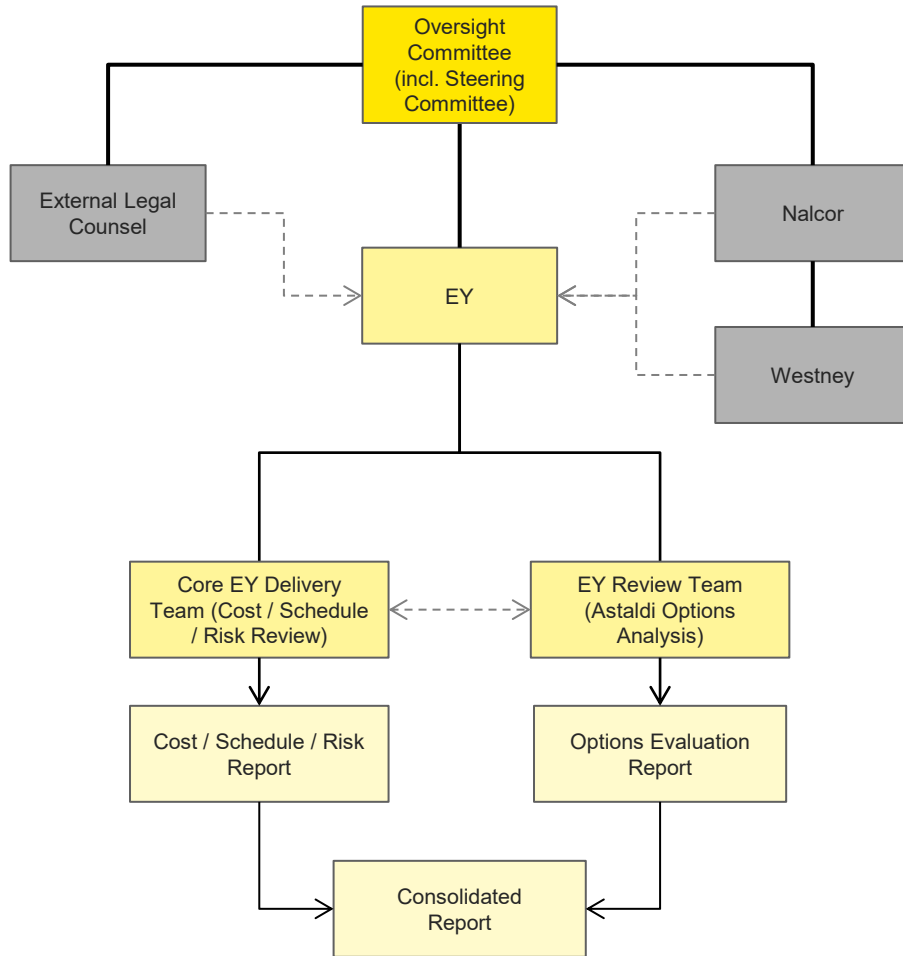 Oversight
Committee
(incl. Steering
Committee)
External Legal
Counsel
Nalcor
EY
Westney
Core EY Delivery
Team (Cost / Schedule
/ Risk Review)
EY Review Team
(Astaldi Options
Analysis)
Cost / Schedule / Risk
Report
Options Evaluation
Report
Consolidated
Report